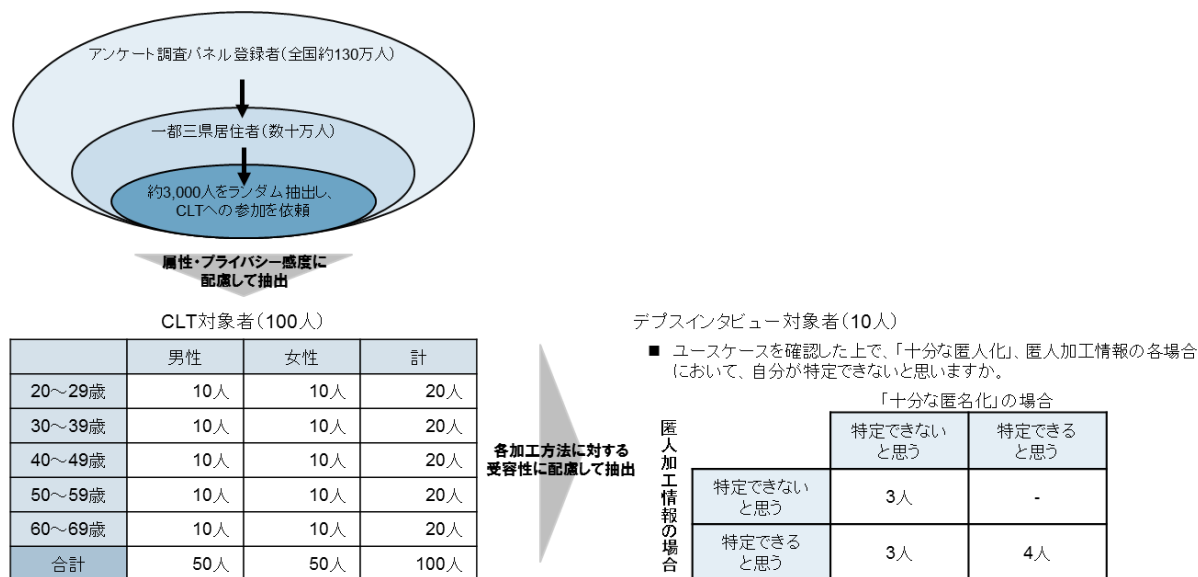 アンケート調査パネル登録者(全国約130万人)
一都三県居住者(数十万人)
約3,000人をランダム抽出し、
CLTへの参加を依頼
属性・プライバシー感度に
配慮して抽出
CLT対象者(100人)
男性 女性 計
20～29歳 10人 10人 20人
30～39歳 10人 10人 20人
40～49歳 10人 10人 20人
50～59歳 10人 10人 20人
60～69歳 10人 10人 20人
合計 50人 50人 100人
各加工方法に対する
受容性に配慮して抽出
デプスインタビュー対象者(10人)
■ ユースケースを確認した上で、「十分な匿人化」、匿人加工情報の各場合
において、自分が特定できないと思いますか。
「十分な匿名化」の場合
匿人加工情報の場合
特定できない
と思う
特定できる
と思う
特定できない
と思う
3人 -
特定できる
と思う
3人 4人